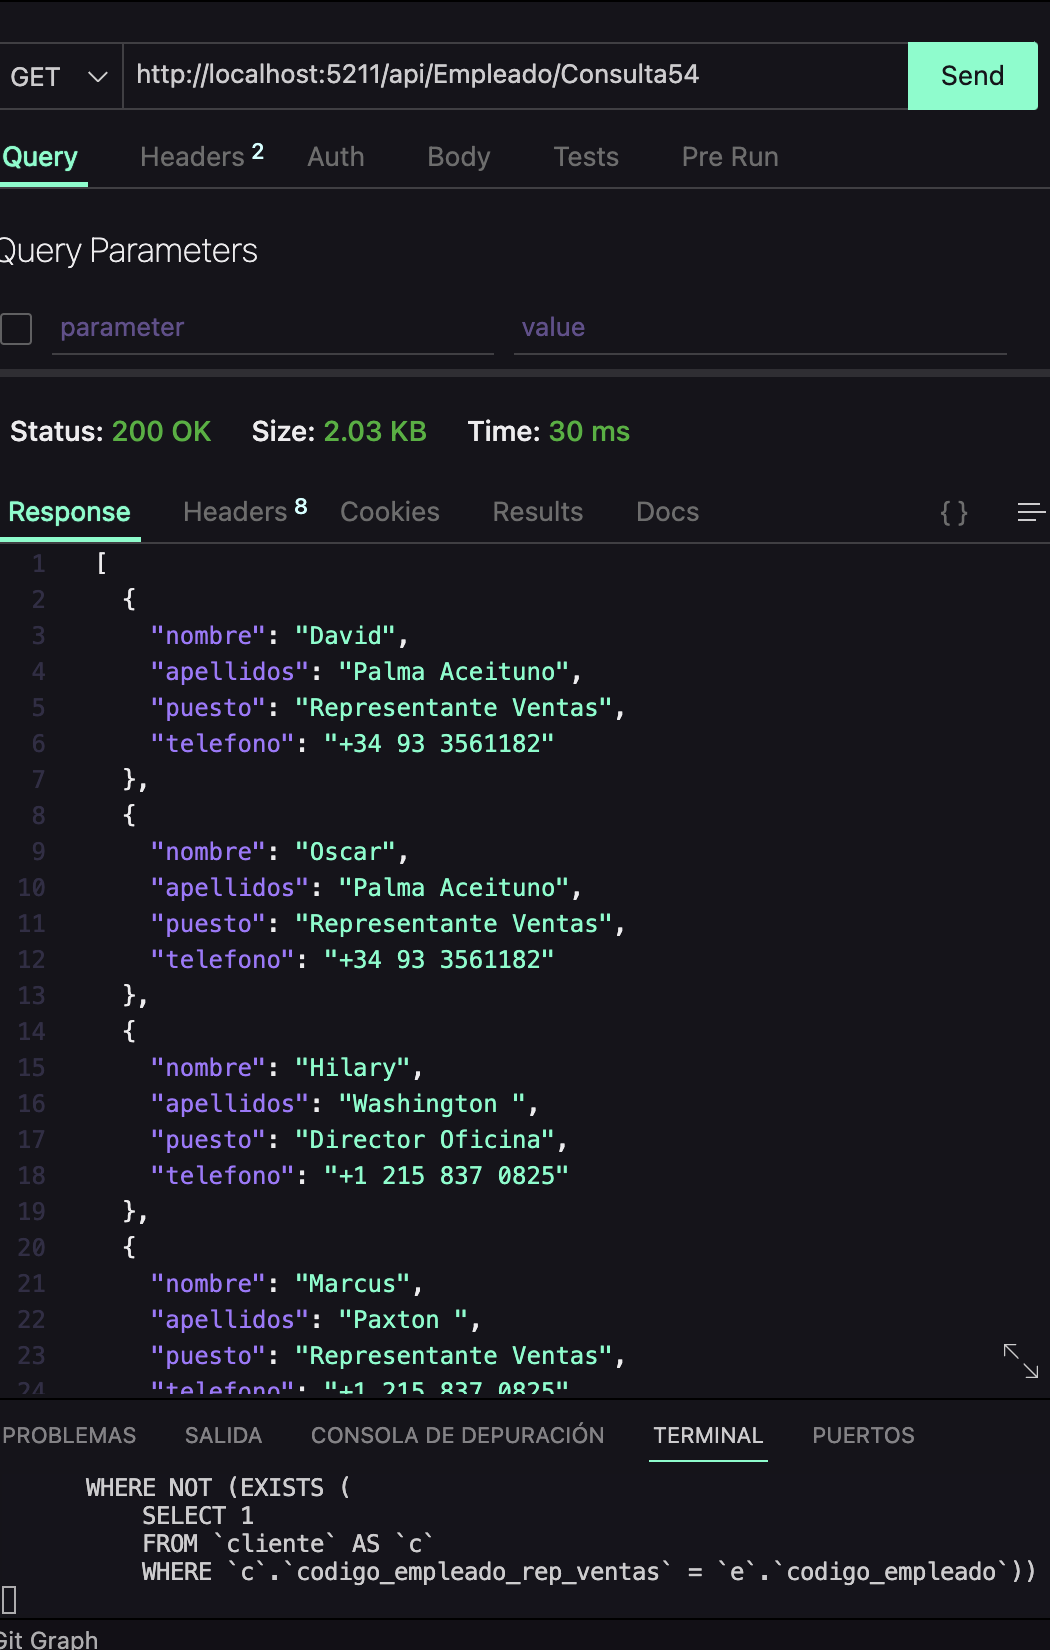 GET http://localhost:5211/api/Empleado/Consulta54 Send
Query Headers 2 Auth Body Tests Pre Run
Query Parameters
parameter value
Status: 200 OK Size: 2.03 KB Time: 30 ms
Response Headers 8 Cookies Results Docs { }
1 [
2 {
3 "nombre": "David",
4 "apellidos": "Palma Aceituno",
5 "puesto": "Representante Ventas",
6 "telefono": "+34 93 3561182"
7 },
8 {
9 "nombre": "Oscar",
10 "apellidos": "Palma Aceituno",
11 "puesto": "Representante Ventas",
12 "telefono": "+34 93 3561182"
13 },
14 {
15 "nombre": "Hilary",
16 "apellidos": "Washington ",
17 "puesto": "Director Oficina",
18 "telefono": "+1 215 837 0825"
19 },
20 {
21 "nombre": "Marcus",
22 "apellidos": "Paxton ",
23 "puesto": "Representante Ventas",
24 "telefono": "+1 215 837 0825"
PROBLEMAS SALIDA CONSOLA DE DEPURACIÓN TERMINAL PUERTOS
WHERE NOT (EXISTS (
SELECT 1
FROM `cliente` AS `c`
WHERE `c`.`codigo_empleado_rep_ventas` = `e`.`codigo_empleado`))
Git Graph